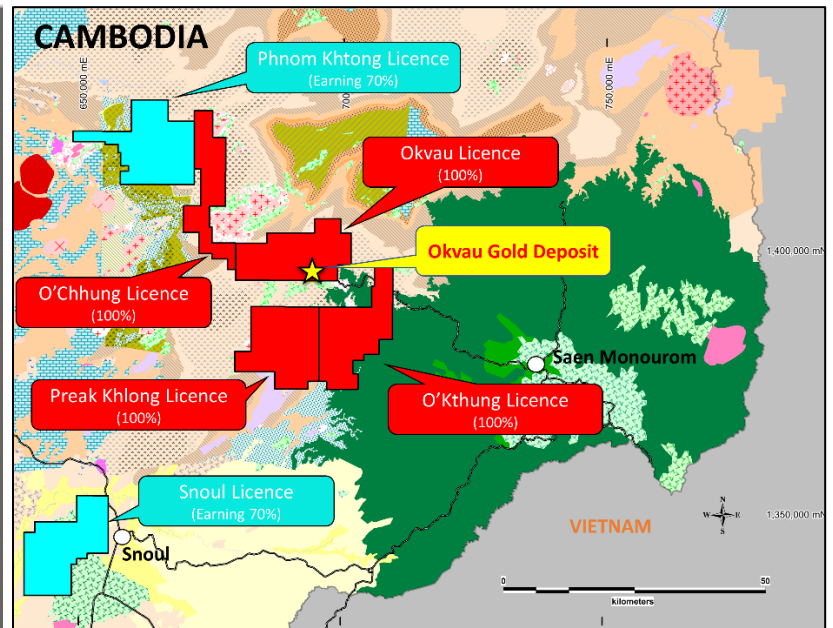 CAMBODIA
Phnom Khtong Licence
(Earning 70%)
650,000 mE
700,
750,000 mE
Okvau Licence
(100%)
Okvau Gold Deposit
1,400,000 mN
O'Chhung Licence
(100%)
Saen Monourom
Preak Khlong Licence
(100%)
O'Kthung Licence
(100%)
Snoul Licence
(Earning 70%)
N
W E
S
1,350,000 mN
VIETNAM
Snoul
0
50
kilometers